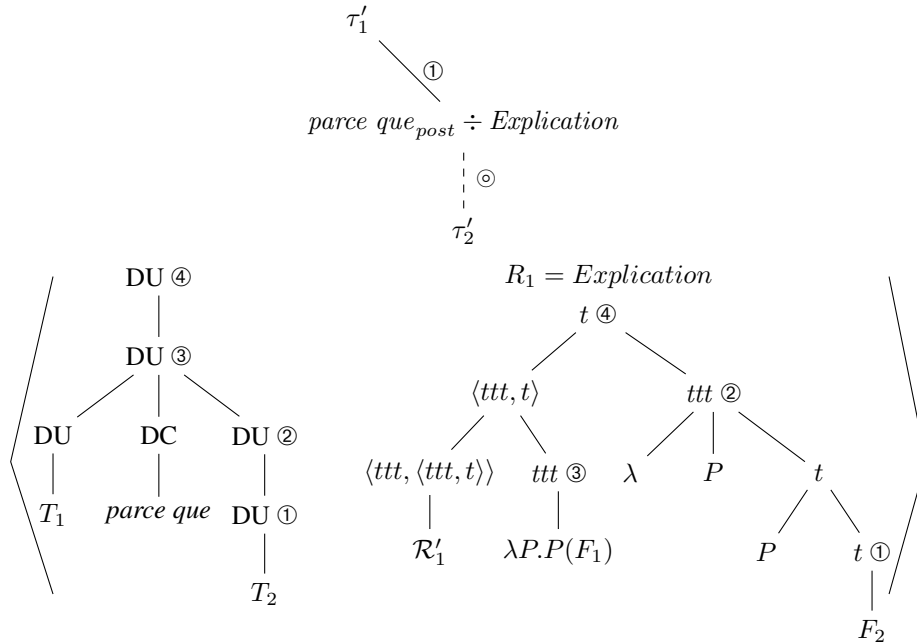 τ′₁
①
parce que_post ÷ Explication
⊚
τ′₂
DU ④
R₁ = Explication
t ④
DU ③
⟨ttt, t⟩ ttt ②
DU DC DU ②
⟨ttt, ⟨ttt, t⟩⟩ ttt ③ λ P t
T₁ parce que DU ①
R′₁ λP.P(F₁) P t ①
T₂
F₂